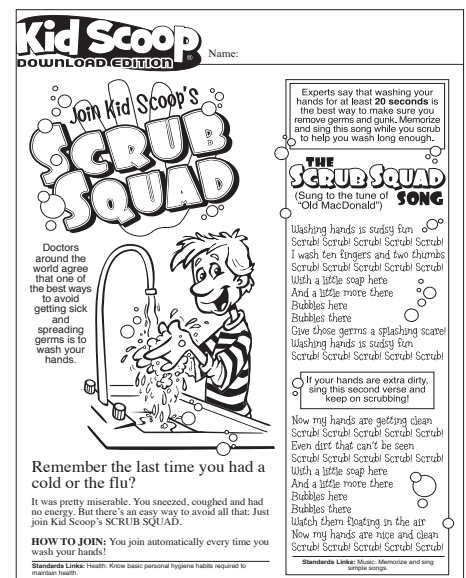 Kid Scoop
DOWNLOAD EDITION ®
Name:
Join Kid Scoop's
SCRUB
SQUAD
Doctors
around the
world agree
that one of
the best ways
to avoid
getting sick
and
spreading
germs is to
wash your
hands.
Remember the last time you had a
cold or the flu?
It was pretty miserable. You sneezed, coughed and had
no energy. But there's an easy way to avoid all that: Just
join Kid Scoop's SCRUB SQUAD.
HOW TO JOIN: You join automatically every time you
wash your hands!
Standards Links: Health: Know basic personal hygiene habits required to
maintain health.
Experts say that washing your
hands for at least 20 seconds is
the best way to make sure you
remove germs and gunk. Memorize
and sing this song while you scrub
to help you wash long enough.
THE
SCRUB SQUAD
SONG
(Sung to the tune of
"Old MacDonald")
Washing hands is sudsy fun
Scrub! Scrub! Scrub! Scrub! Scrub!
I wash ten fingers and two thumbs
Scrub! Scrub! Scrub! Scrub! Scrub!
With a little soap here
And a little more there
Bubbles here
Bubbles there
Give those germs a splashing scare!
Washing hands is sudsy fun
Scrub! Scrub! Scrub! Scrub! Scrub!
If your hands are extra dirty,
sing this second verse and
keep on scrubbing!
Now my hands are getting clean
Scrub! Scrub! Scrub! Scrub! Scrub!
Even dirt that can't be seen
Scrub! Scrub! Scrub! Scrub! Scrub!
With a little soap here
And a little more there
Bubbles here
Bubbles there
Watch them floating in the air
Now my hands are nice and clean
Scrub! Scrub! Scrub! Scrub! Scrub!
Standards Links: Music: Memorize and sing
simple songs.